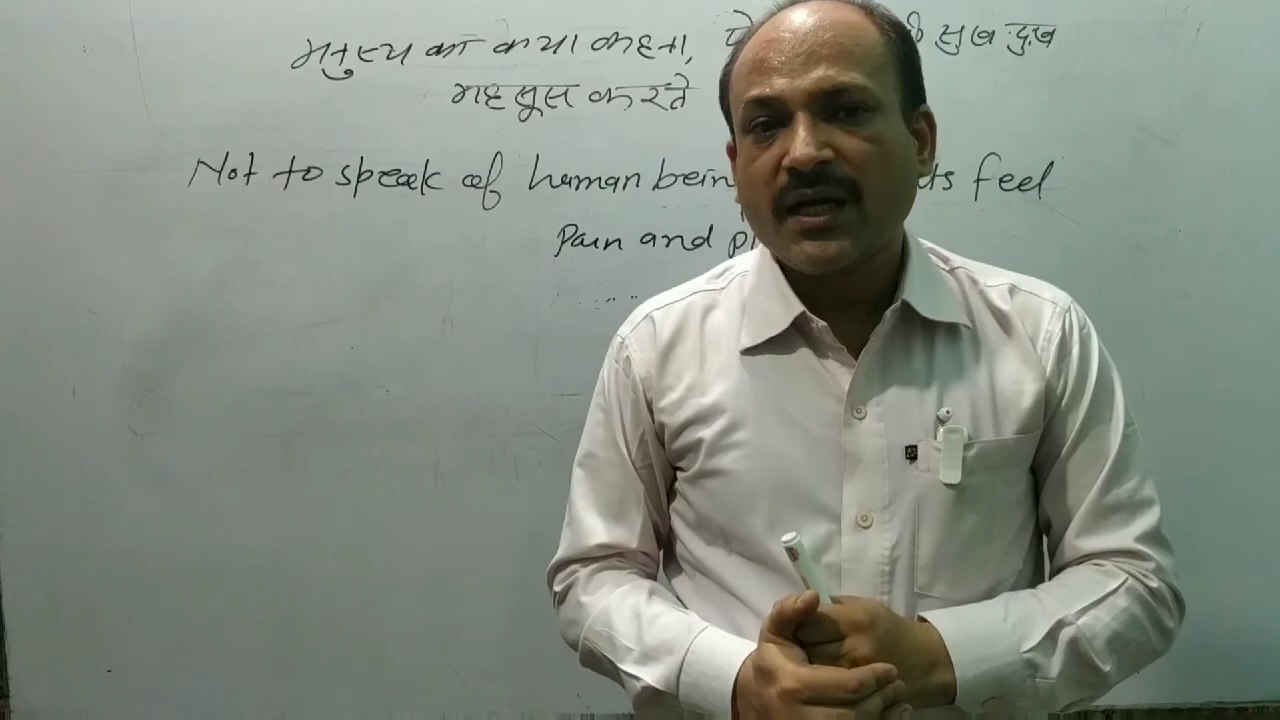 मनुष्य का क्या कहना, सुख दुख
महसूस करते
Not to speak of human feel
Pain and